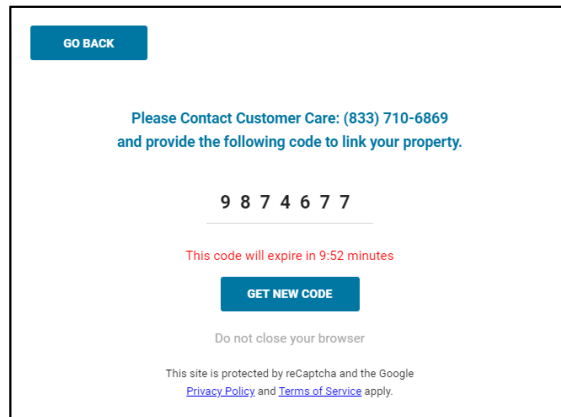 GO BACK
Please Contact Customer Care: (833) 710-6869
and provide the following code to link your property.
9 8 7 4 6 7 7
This code will expire in 9:52 minutes
GET NEW CODE
Do not close your browser
This site is protected by reCaptcha and the Google
Privacy Policy and Terms of Service apply.